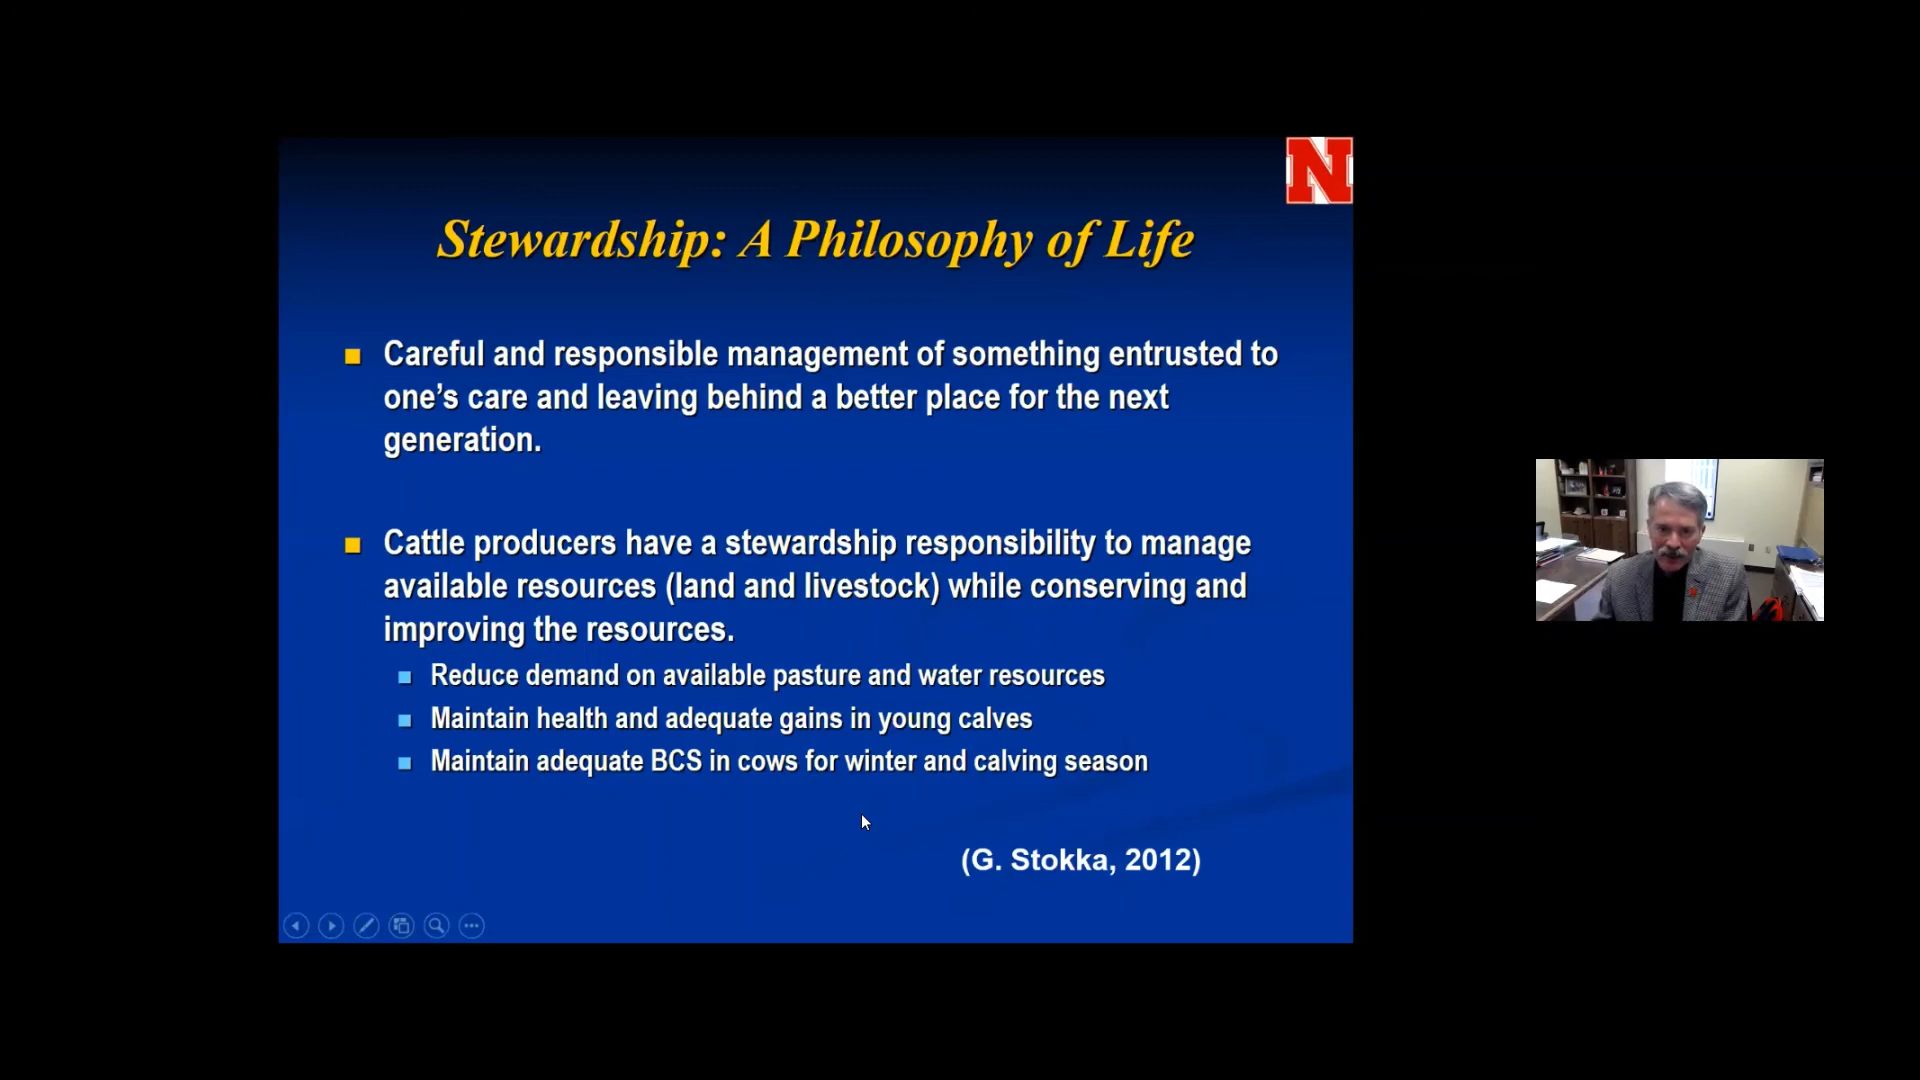 N
Stewardship: A Philosophy of Life
Careful and responsible management of something entrusted to
one’s care and leaving behind a better place for the next
generation.
Cattle producers have a stewardship responsibility to manage
available resources (land and livestock) while conserving and
improving the resources.
Reduce demand on available pasture and water resources
Maintain health and adequate gains in young calves
Maintain adequate BCS in cows for winter and calving season
(G. Stokka, 2012)